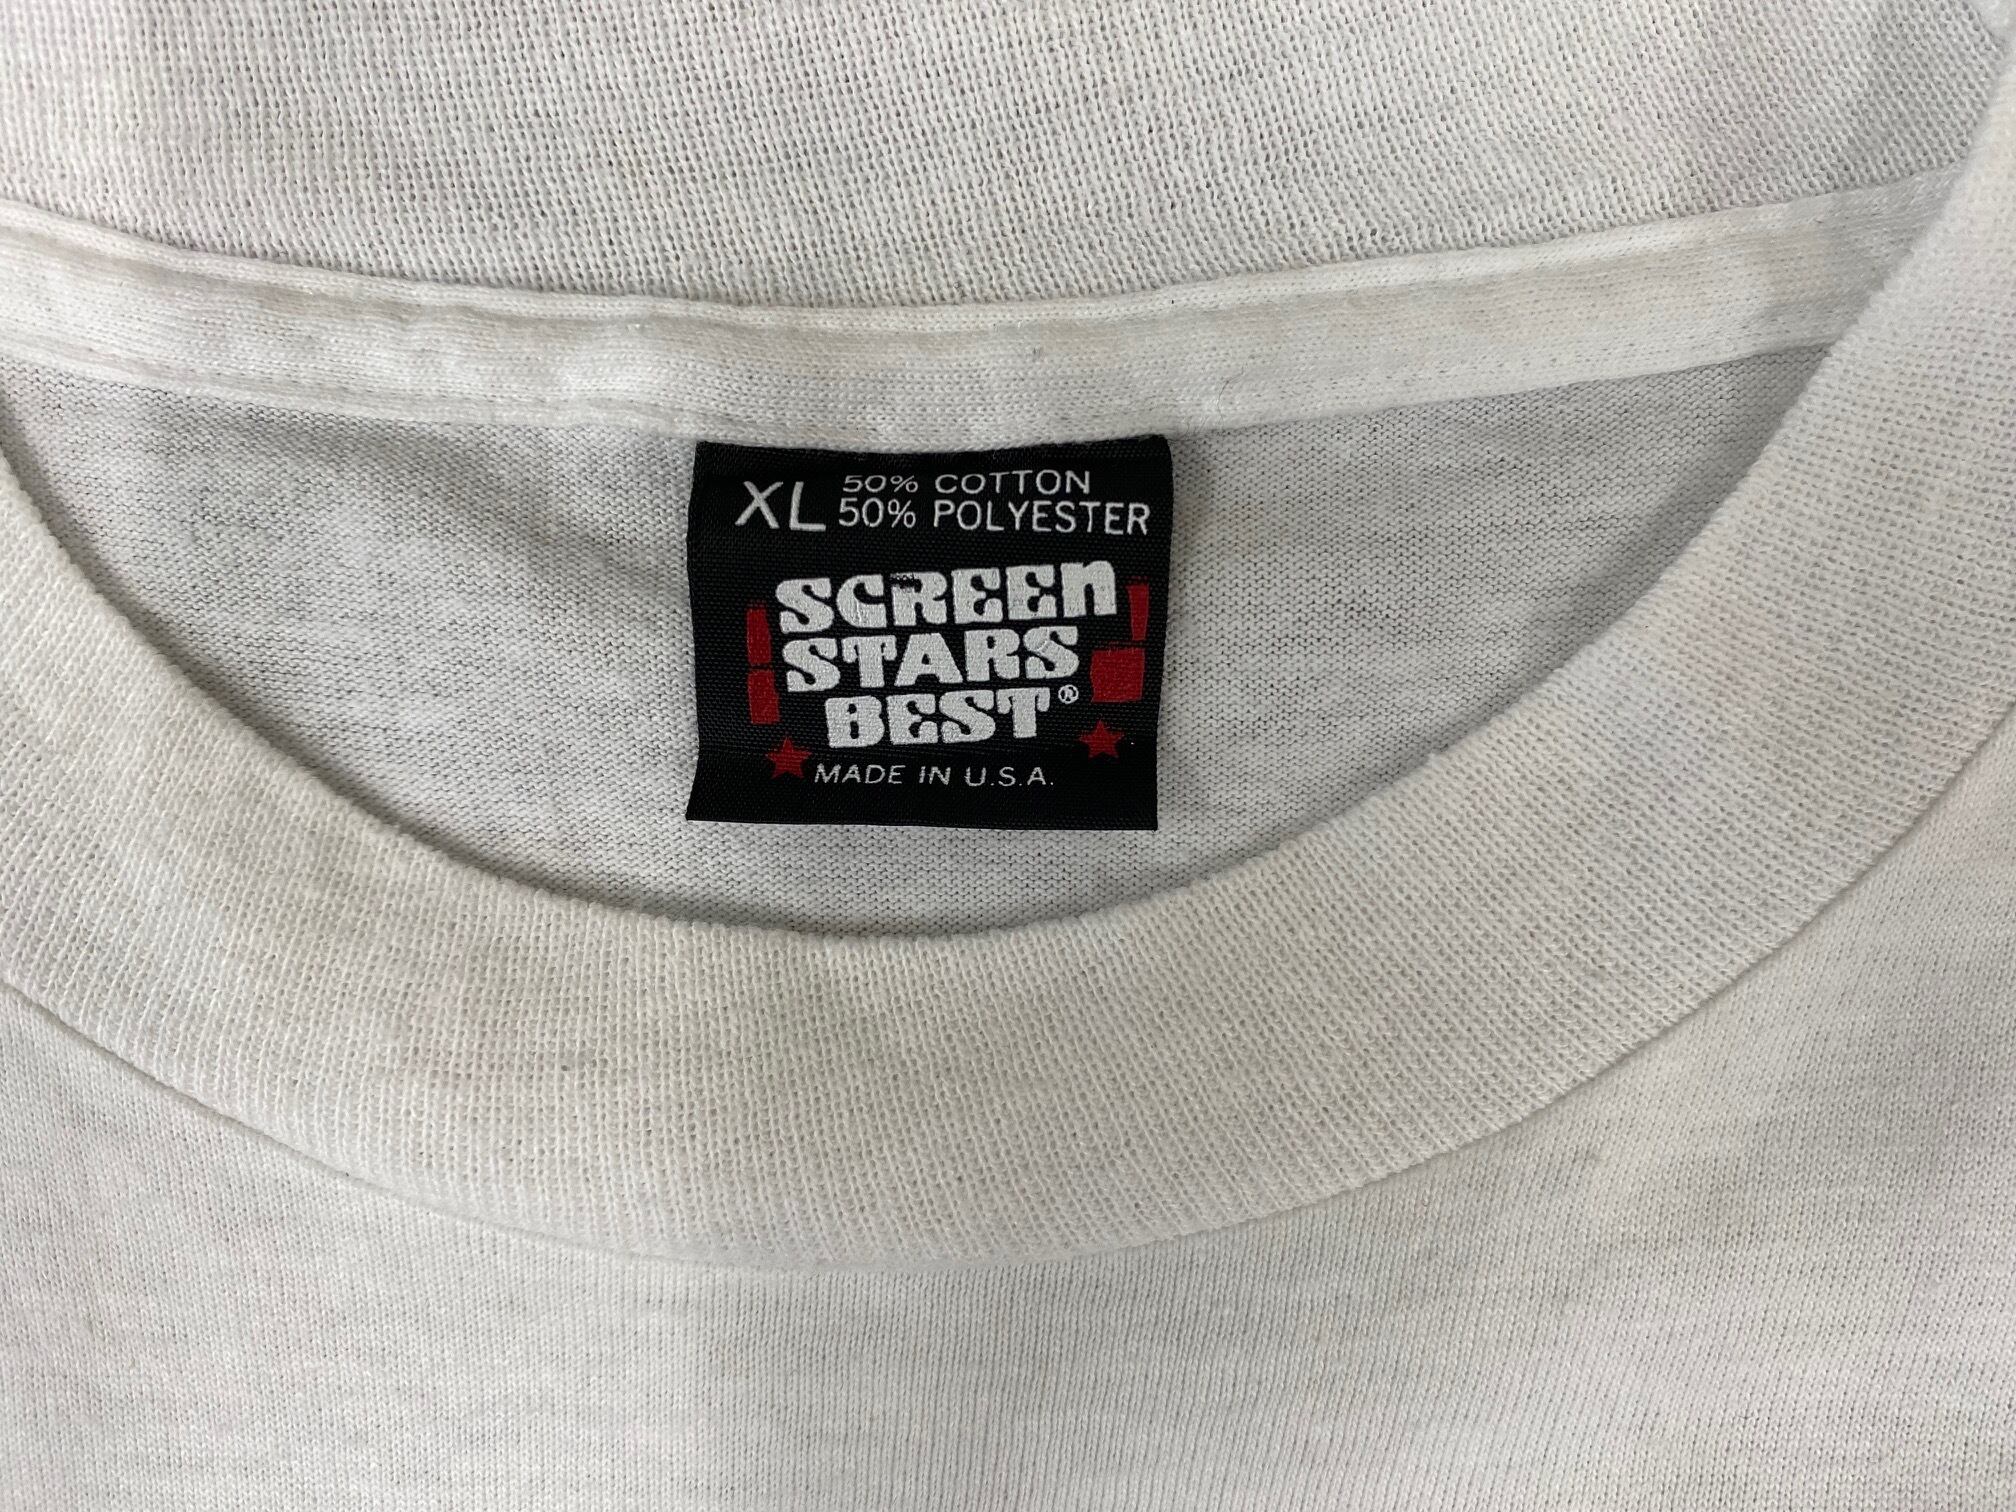 XL 50% COTTON
50% POLYESTER
SCREEN
STARS
BEST®
MADE IN U.S.A.